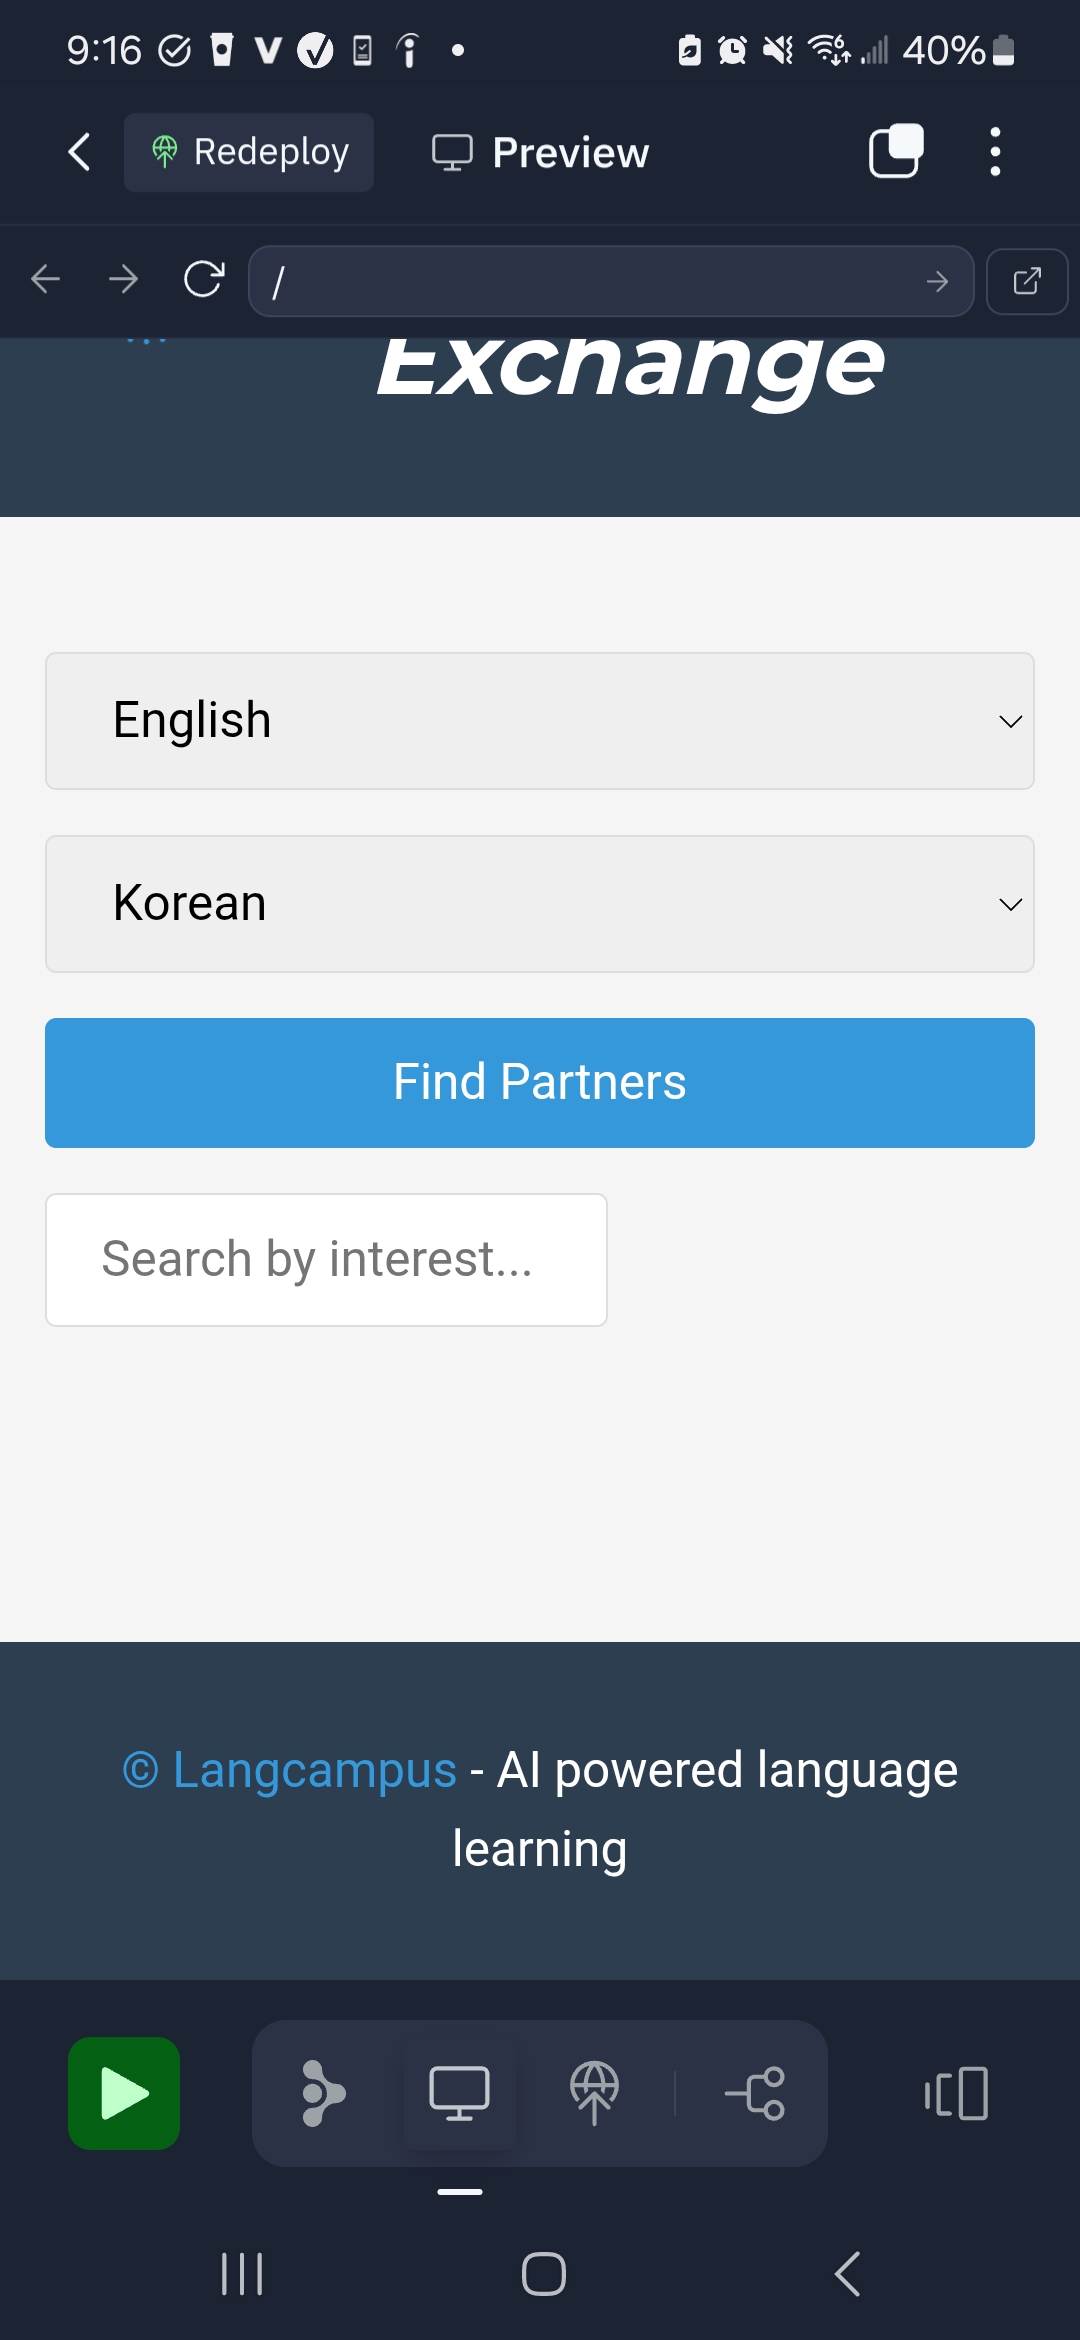 9:16
40%
Redeploy
Preview
/
Exchange
English
Korean
Find Partners
Search by interest...
© Langcampus - AI powered language
learning